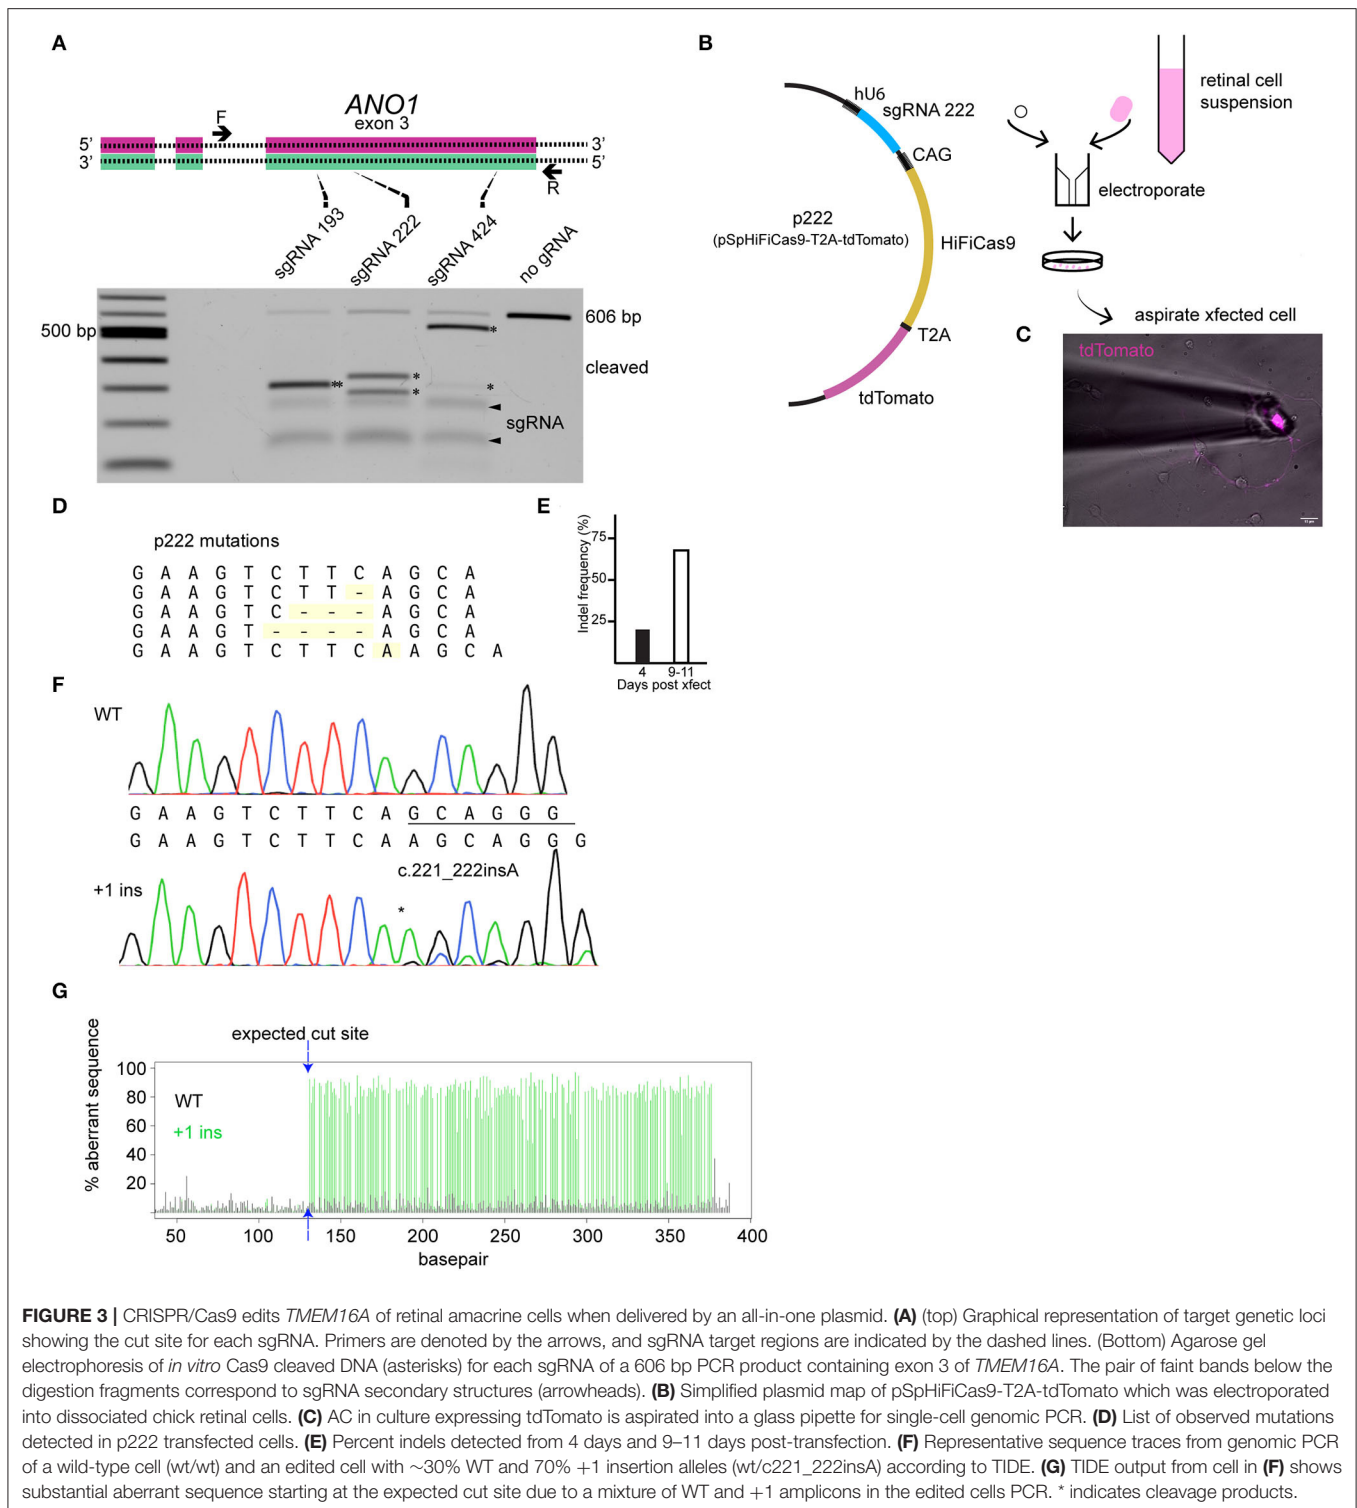 A
ANO1
exon 3
F
5'
3'
3'
5'
R
sgRNA 193
sgRNA 222
sgRNA 424
no gRNA
500 bp
606 bp
*
**
*
*
*
cleaved
sgRNA
B
hU6
sgRNA 222
CAG
p222
(pSpHiFiCas9-T2A-tdTomato)
HiFiCas9
T2A
tdTomato
retinal cell
suspension
electroporate
aspirate xfected cell
C
tdTomato
D
p222 mutations
G A A G T C T T C A G C A
G A A G T C T T - A G C A
G A A G T C - - - A G C A
G A A G T - - - - A G C A
G A A G T C T T C A A G C A
E
Indel frequency (%)
75
50
25
4
9-11
Days post xfect
F
WT
G A A G T C T T C A G C A G G G
G A A G T C T T C A A G C A G G G
c.221_222insA
+1 ins
*
G
expected cut site
% aberrant sequence
100
80
60
40
20
WT
+1 ins
50 100 150 200 250 300 350 400
basepair
FIGURE 3 | CRISPR/Cas9 edits TMEM16A of retinal amacrine cells when delivered by an all-in-one plasmid. (A) (top) Graphical representation of target genetic loci
showing the cut site for each sgRNA. Primers are denoted by the arrows, and sgRNA target regions are indicated by the dashed lines. (Bottom) Agarose gel
electrophoresis of in vitro Cas9 cleaved DNA (asterisks) for each sgRNA of a 606 bp PCR product containing exon 3 of TMEM16A. The pair of faint bands below the
digestion fragments correspond to sgRNA secondary structures (arrowheads). (B) Simplified plasmid map of pSpHiFiCas9-T2A-tdTomato which was electroporated
into dissociated chick retinal cells. (C) AC in culture expressing tdTomato is aspirated into a glass pipette for single-cell genomic PCR. (D) List of observed mutations
detected in p222 transfected cells. (E) Percent indels detected from 4 days and 9–11 days post-transfection. (F) Representative sequence traces from genomic PCR
of a wild-type cell (wt/wt) and an edited cell with ~30% WT and 70% +1 insertion alleles (wt/c221_222insA) according to TIDE. (G) TIDE output from cell in (F) shows
substantial aberrant sequence starting at the expected cut site due to a mixture of WT and +1 amplicons in the edited cells PCR. * indicates cleavage products.